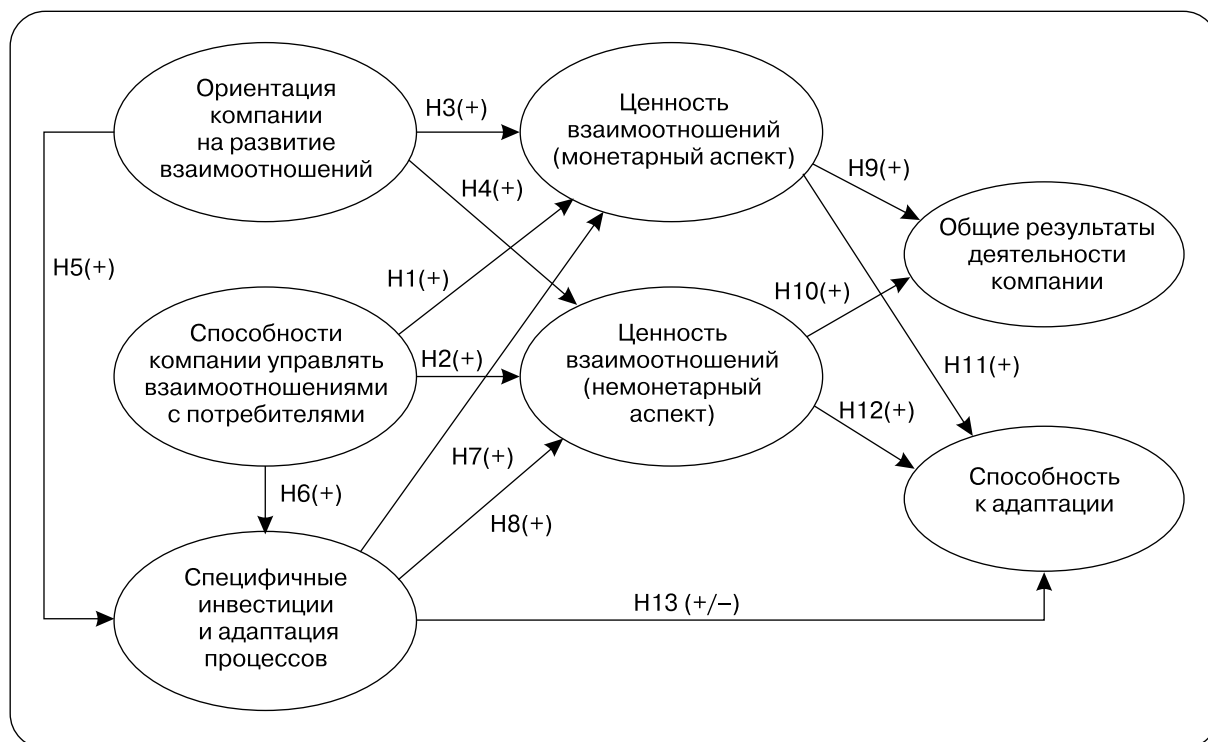 Ориентация
компании
на развитие
взаимоотношений
H3(+)
Ценность
взаимоотношений
(монетарный аспект)
H4(+)
H9(+)
Общие результаты
деятельности
компании
H5(+)
H1(+)
H10(+)
Способности
компании управлять
взаимоотношениями
с потребителями
H2(+)
Ценность
взаимоотношений
(немонетарный
аспект)
H11(+)
H12(+)
H7(+)
H6(+)
H8(+)
Способность
к адаптации
Специфичные
инвестиции
и адаптация
процессов
H13 (+/–)